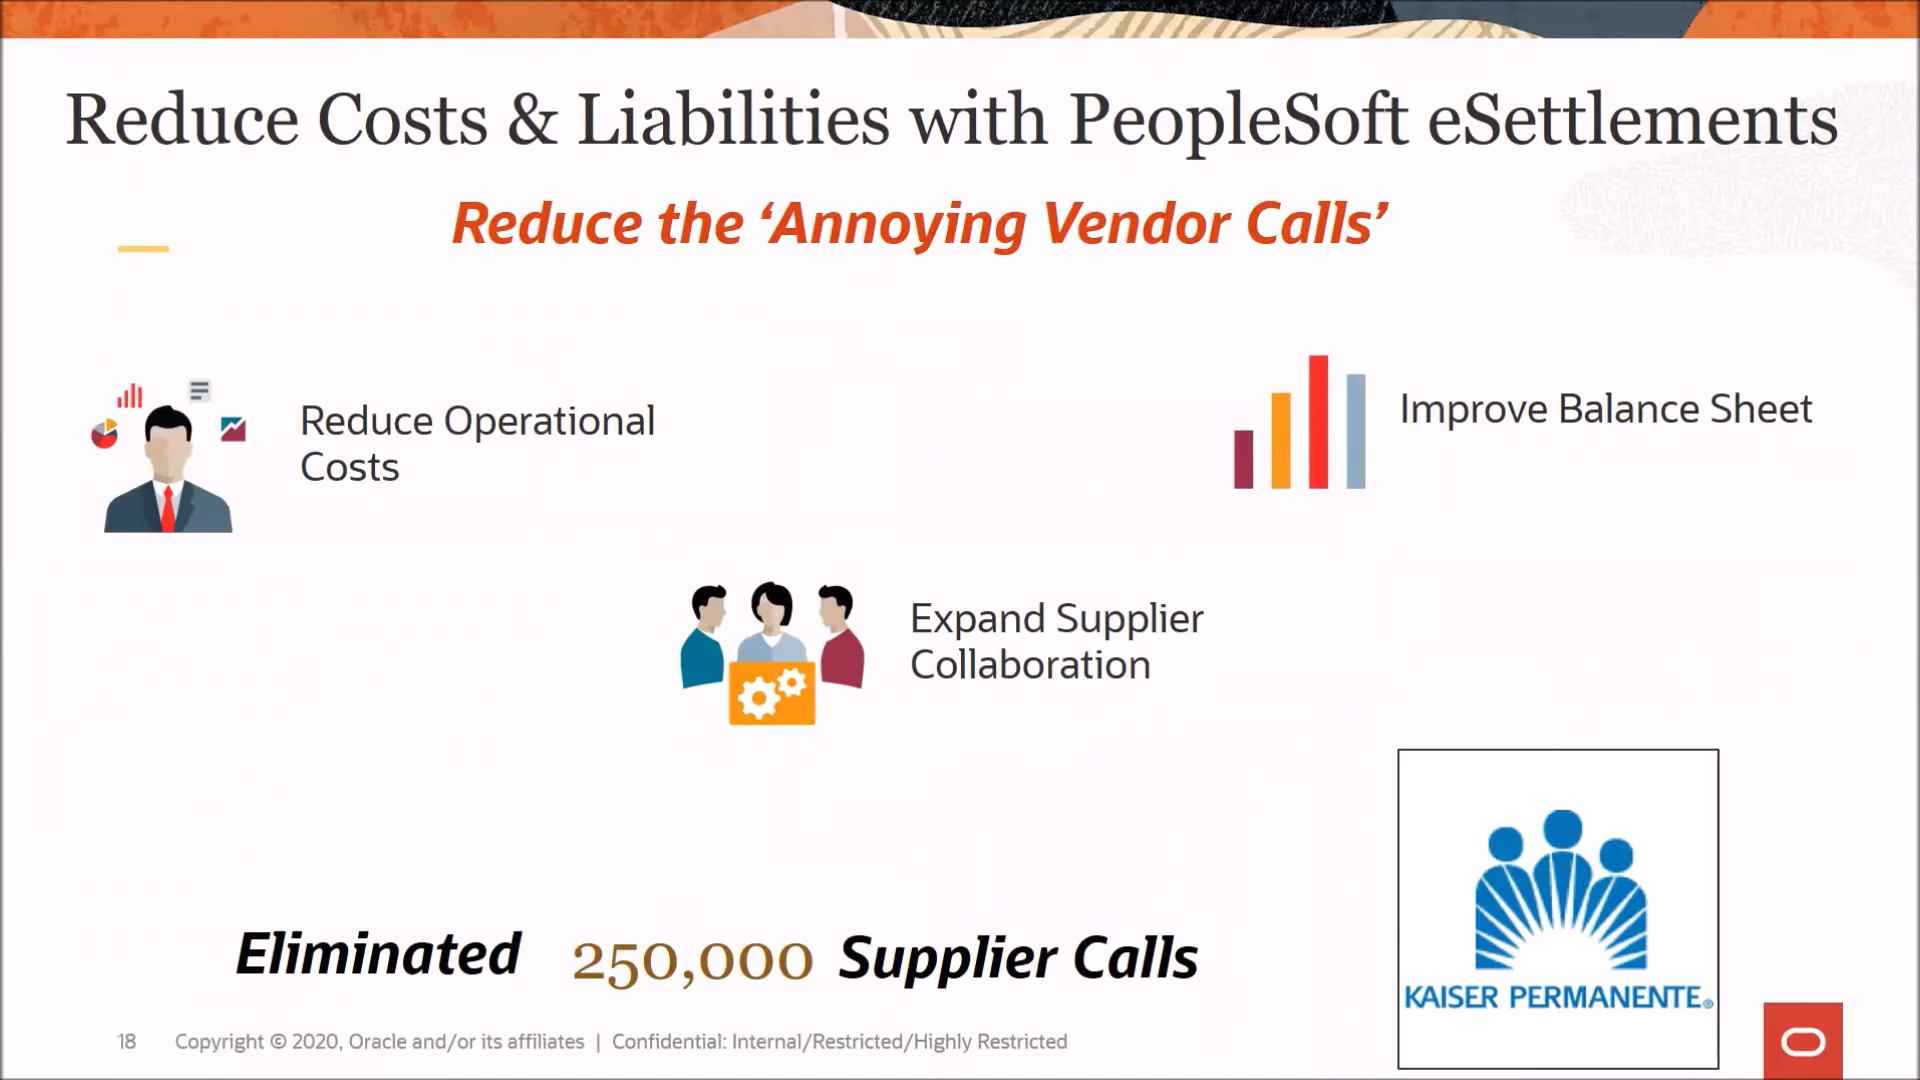 Reduce Costs & Liabilities with PeopleSoft eSettlements
Reduce the ‘Annoying Vendor Calls’
Reduce Operational
Costs
Improve Balance Sheet
Expand Supplier
Collaboration
Eliminated 250,000 Supplier Calls
KAISER PERMANENTE®
18 Copyright © 2020, Oracle and/or its affiliates | Confidential: Internal/Restricted/Highly Restricted